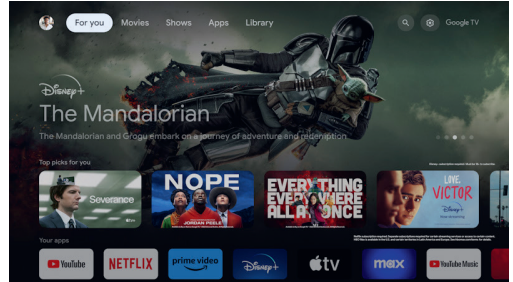 For you Movies Shows Apps Library Google TV
Disney+
The Mandalorian
The Mandalorian and Grogu embark on a journey of adventure and redemption.
Top picks for you
Severance
NOPE
JORDAN PEELE
EVERYTHING
EVERYWHERE
ALL AT ONCE
LOVE,
VICTOR
Disney+
Your apps
YouTube NETFLIX prime video Disney+ tv max YouTube Music